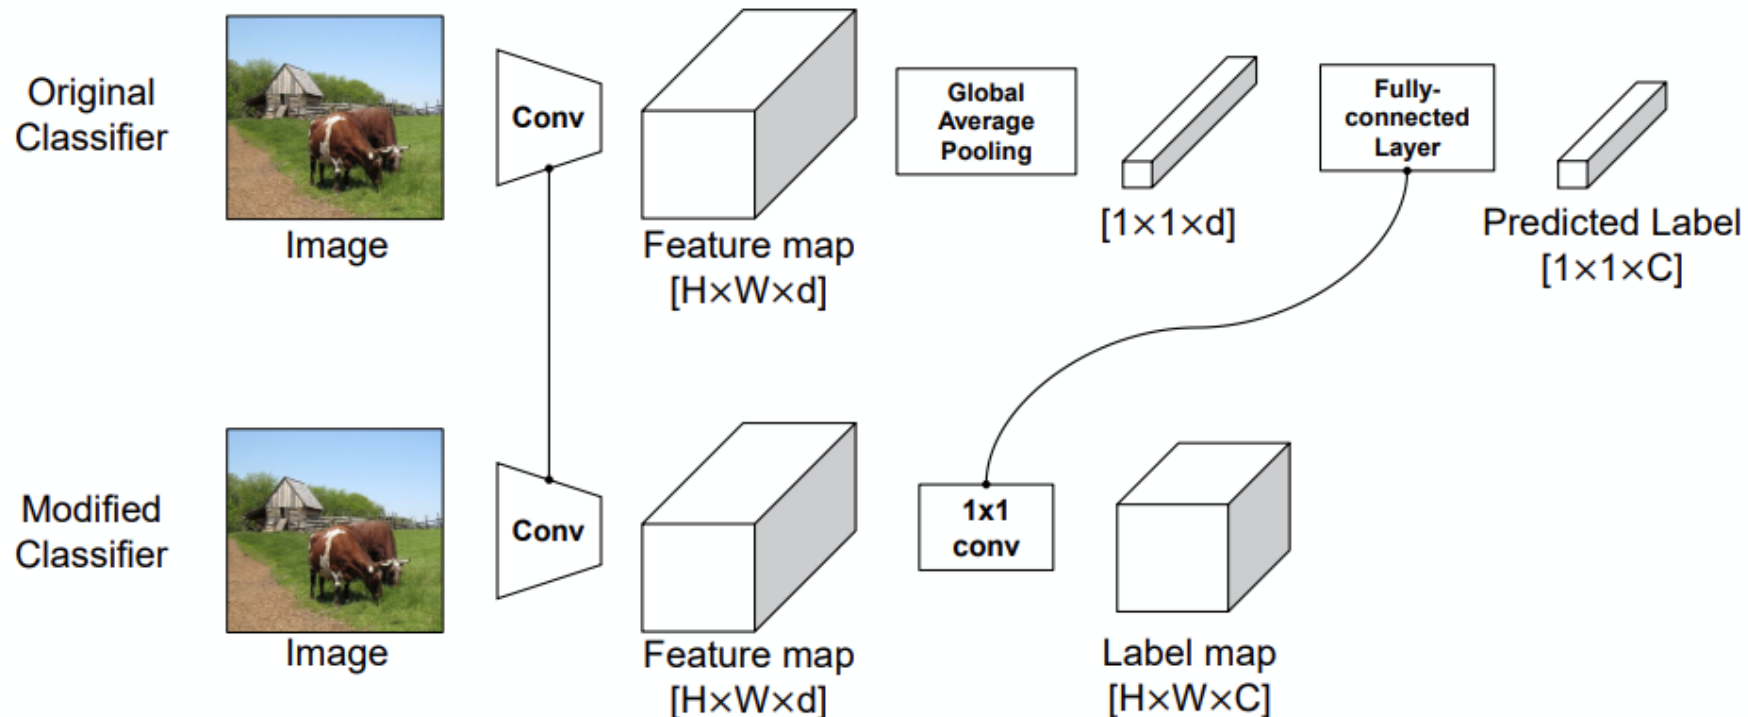 Original
Classifier
Conv
Global
Average
Pooling
Fully-
connected
Layer
Image
Feature map
[H×W×d]
[1×1×d]
Predicted Label
[1×1×C]
Modified
Classifier
Conv
1x1
conv
Image
Feature map
[H×W×d]
Label map
[H×W×C]